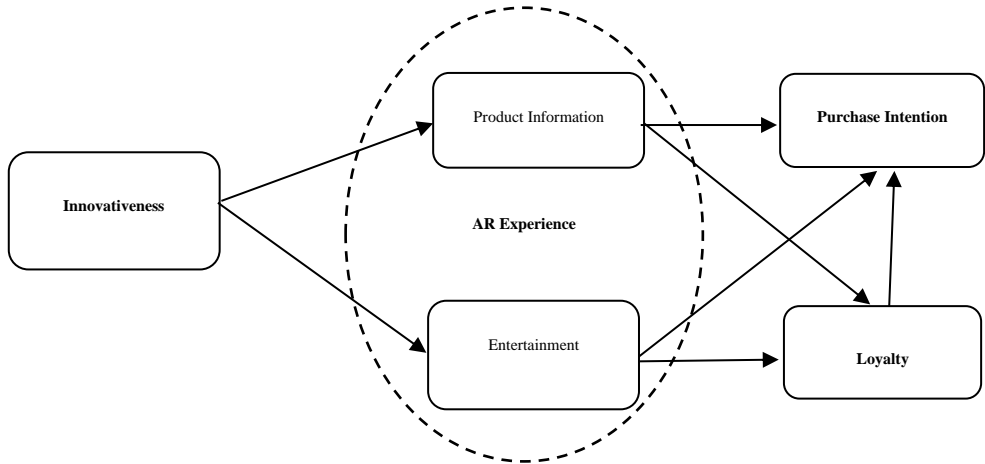 Product Information
Purchase Intention
Innovativeness
AR Experience
Entertainment
Loyalty